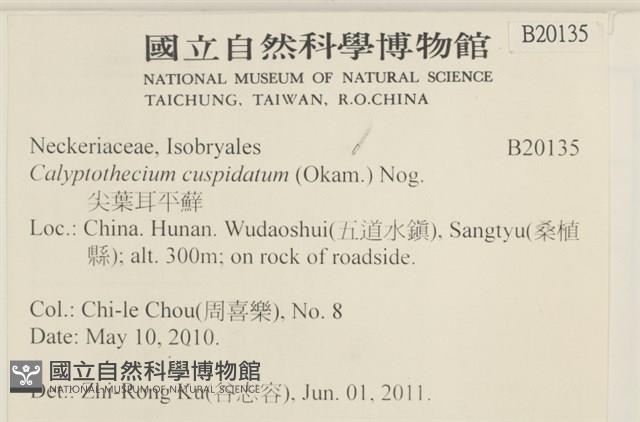 國立自然科學博物館 B20135
NATIONAL MUSEUM OF NATURAL SCIENCE
TAICHUNG, TAIWAN, R.O.CHINA
Neckeriaceae, Isobryales B20135
Calyptothecium cuspidatum (Okam.) Nog.
尖葉耳平蘚
Loc.: China. Hunan. Wudaoshui(五道水鎮), Sangtyu(桑植
縣); alt. 300m; on rock of roadside.
Col.: Chi-le Chou(周喜樂), No. 8
Date: May 10, 2010.
國立自然科學博物館
NATIONAL MUSEUM OF NATURAL SCIENCE
Det.: Zhi-Rong Ku(谷志容), Jun. 01, 2011.